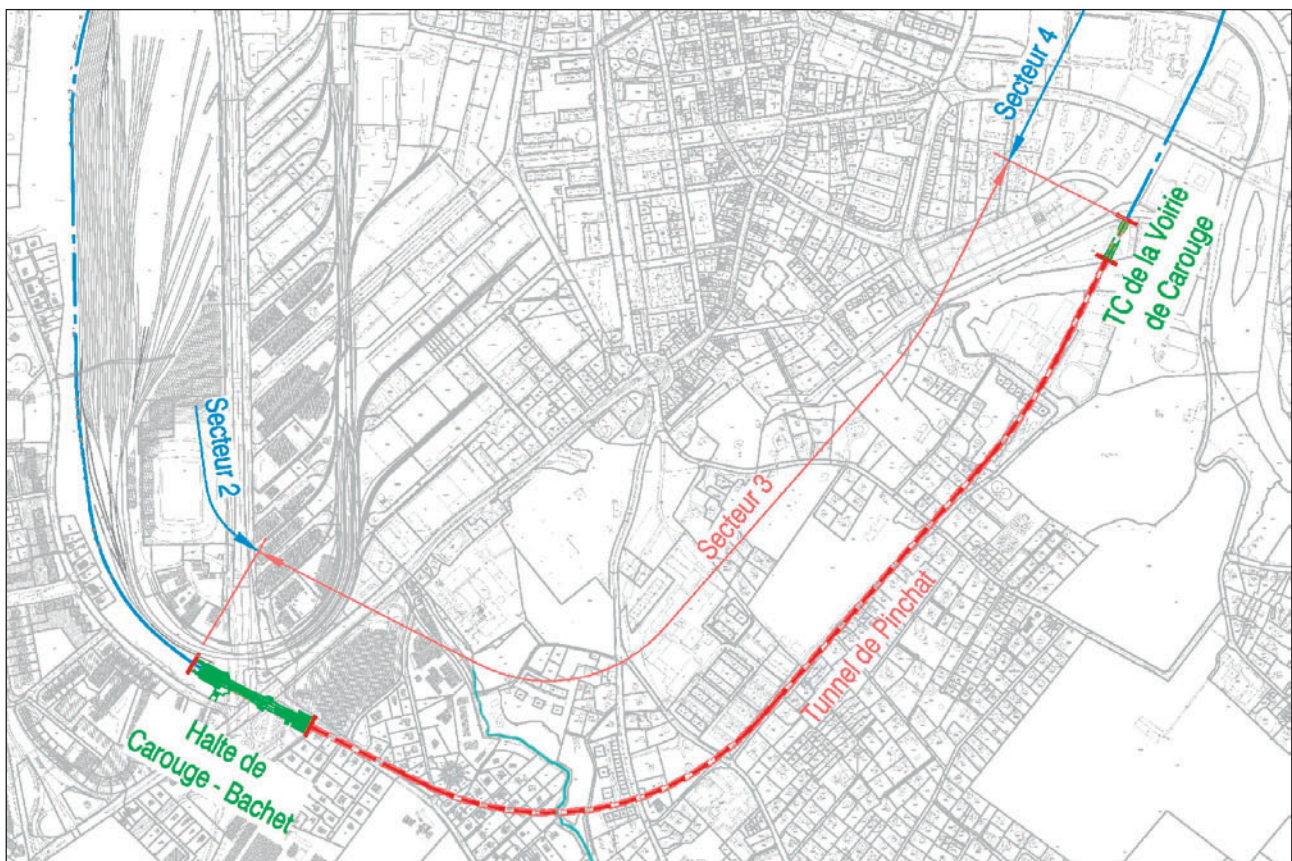 Secteur 4
TC de la Voirie
de Carouge
Secteur 2
Secteur 3
Tunnel de Pinchat
Halte de
Carouge - Bachet